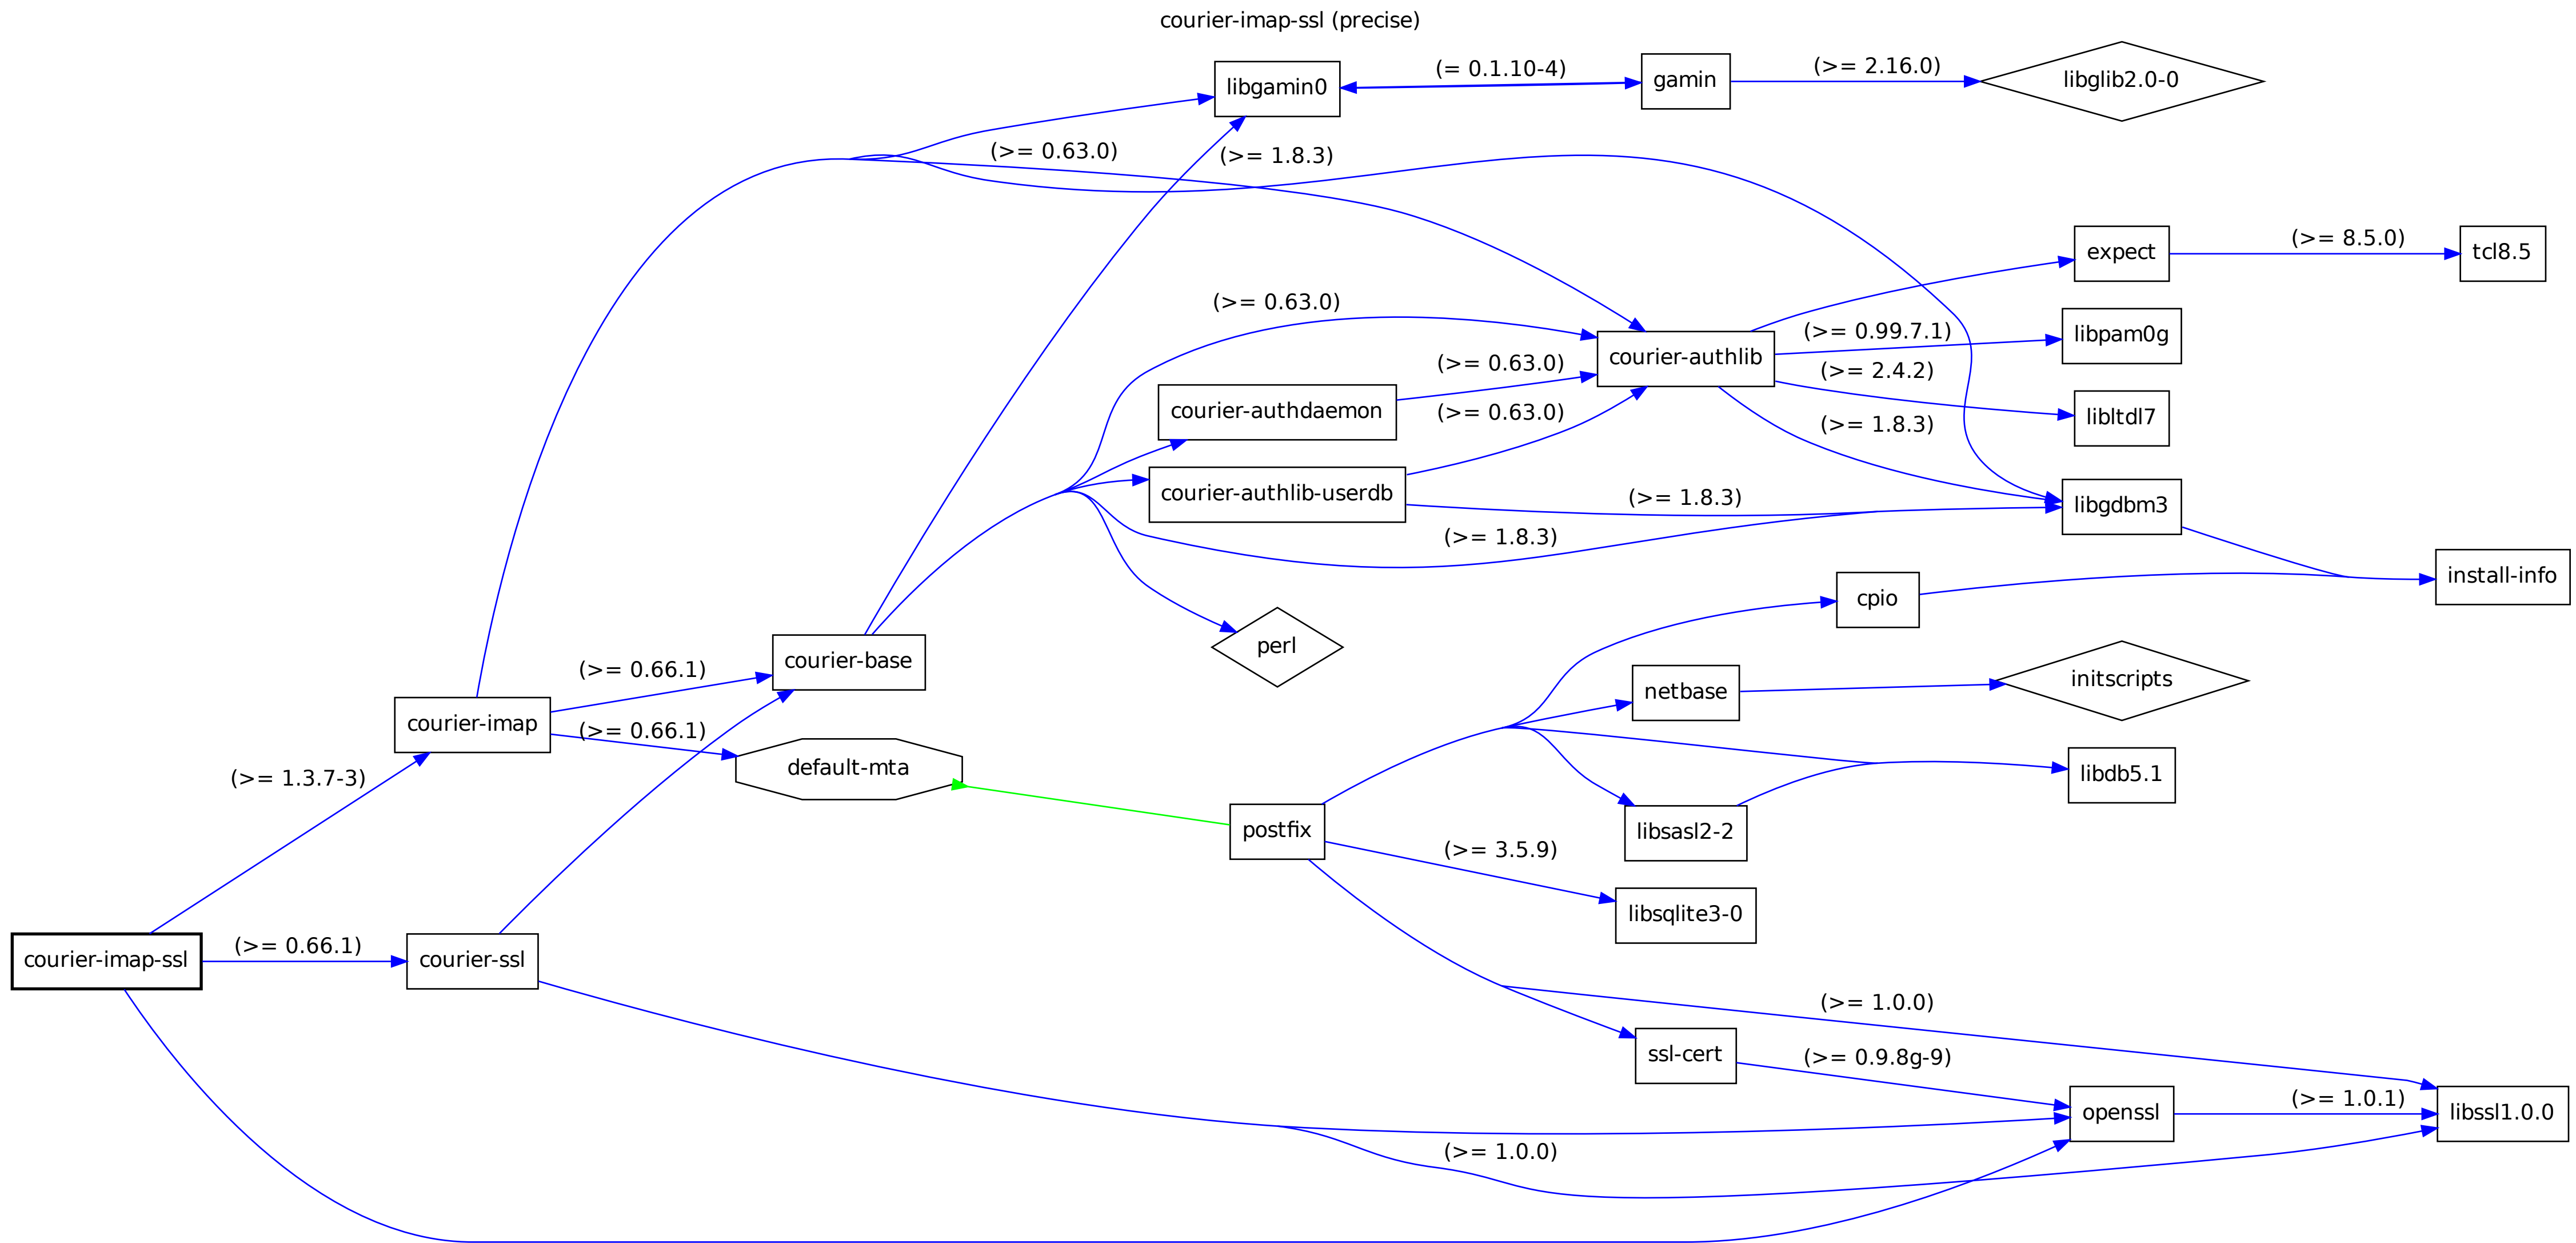 courier-imap-ssl (precise)
libgamin0
(= 0.1.10-4)
gamin
(>= 2.16.0)
libglib2.0-0
(>= 0.63.0)
(>= 1.8.3)
expect
(>= 8.5.0)
tcl8.5
(>= 0.63.0)
courier-authlib
(>= 0.99.7.1)
libpam0g
(>= 0.63.0)
(>= 2.4.2)
courier-authdaemon
(>= 0.63.0)
libltdl7
(>= 1.8.3)
courier-authlib-userdb
(>= 1.8.3)
libgdbm3
(>= 1.8.3)
install-info
cpio
perl
courier-base
(>= 0.66.1)
netbase
initscripts
courier-imap
(>= 0.66.1)
default-mta
(>= 1.3.7-3)
libdb5.1
postfix
libsasl2-2
(>= 3.5.9)
libsqlite3-0
courier-imap-ssl
(>= 0.66.1)
courier-ssl
(>= 1.0.0)
ssl-cert
(>= 0.9.8g-9)
openssl
(>= 1.0.1)
libssl1.0.0
(>= 1.0.0)